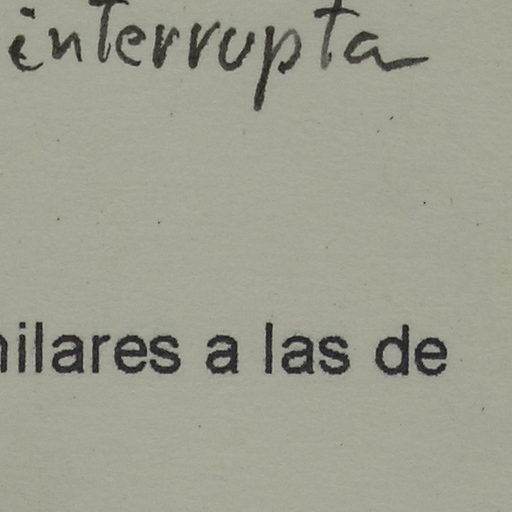 interrupta
ilares a las de